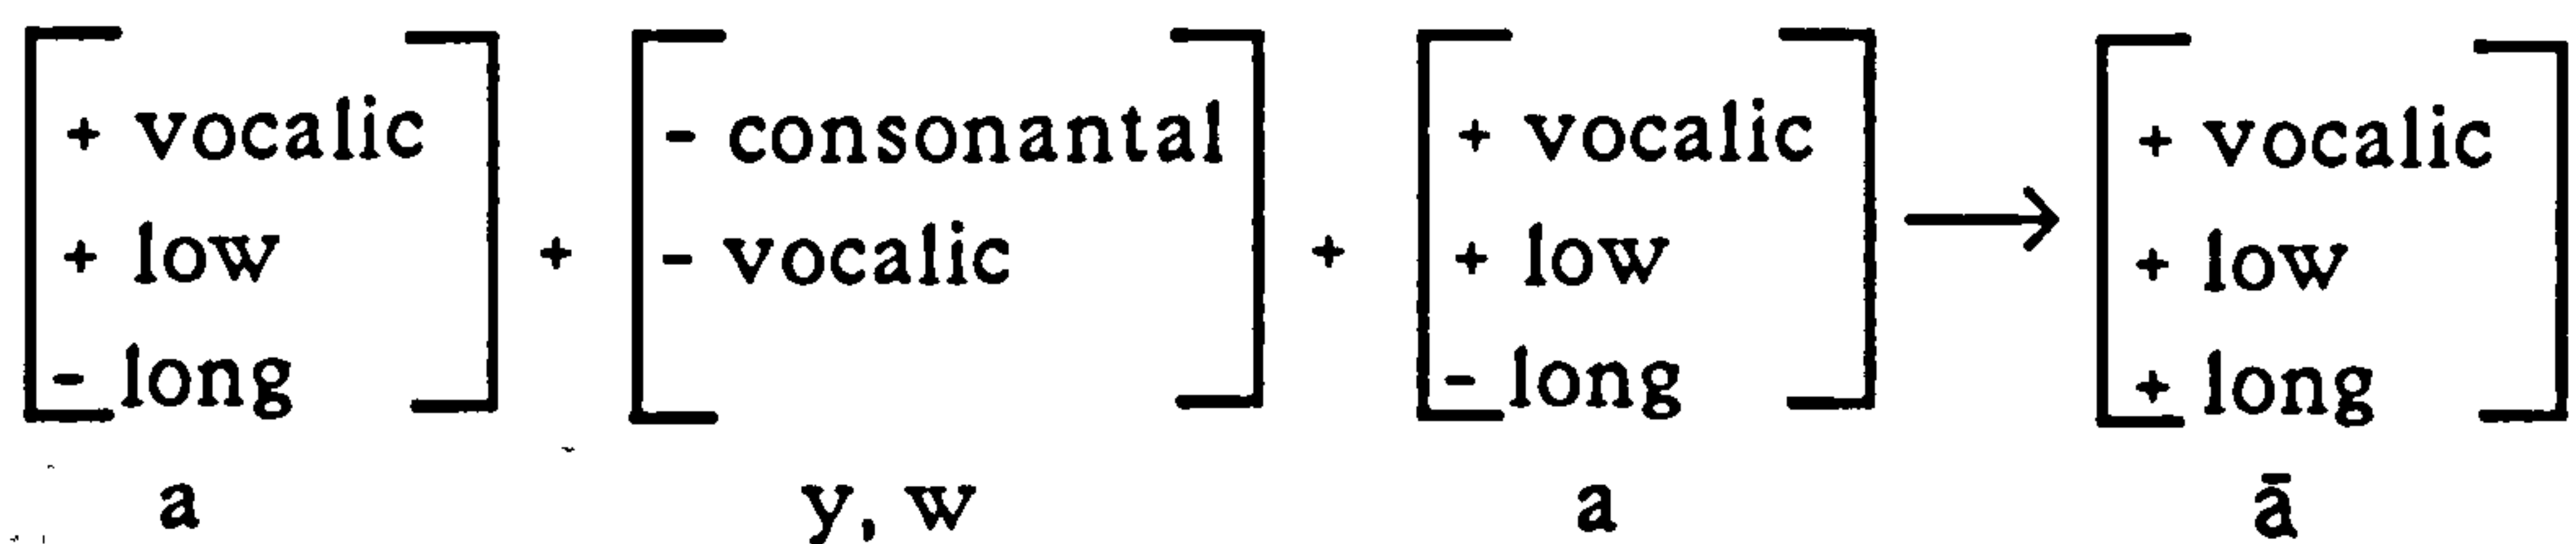 + vocalic - consonantal + vocalic + vocalic
+ low + - vocalic + + low → + low
- long - long + long
a y, w a ā